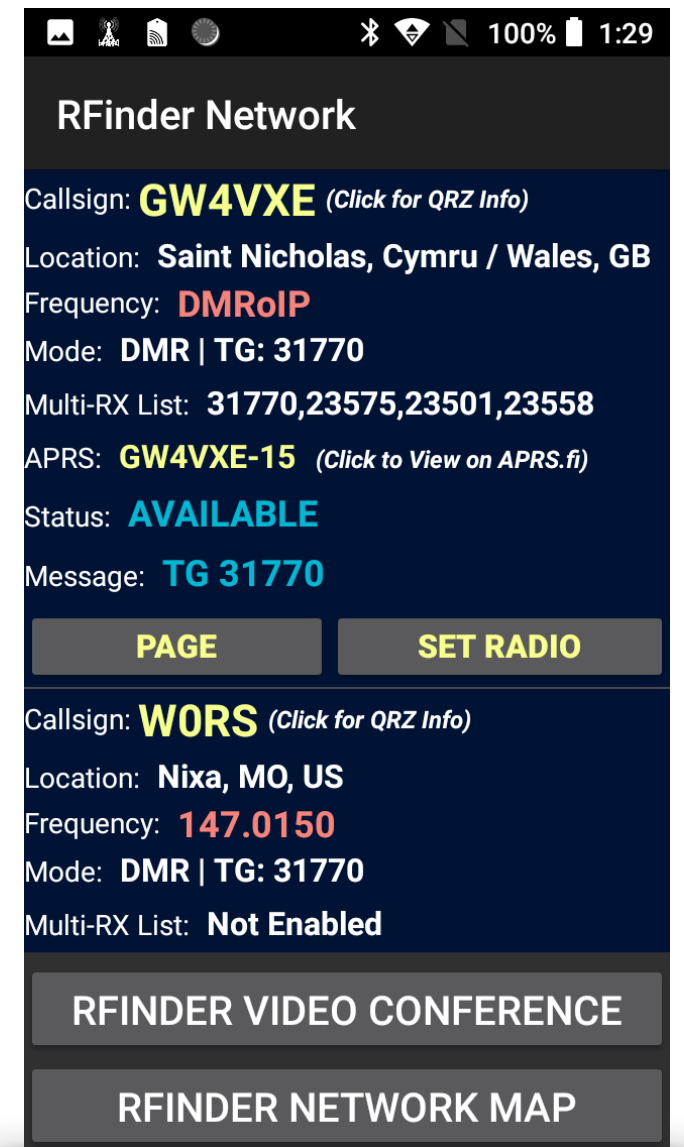 100% 1:29
RFinder Network
Callsign: GW4VXE (Click for QRZ Info)
Location: Saint Nicholas, Cymru / Wales, GB
Frequency: DMRoIP
Mode: DMR | TG: 31770
Multi-RX List: 31770,23575,23501,23558
APRS: GW4VXE-15 (Click to View on APRS.fi)
Status: AVAILABLE
Message: TG 31770
PAGE SET RADIO
Callsign: W0RS (Click for QRZ Info)
Location: Nixa, MO, US
Frequency: 147.0150
Mode: DMR | TG: 31770
Multi-RX List: Not Enabled
RFINDER VIDEO CONFERENCE
RFINDER NETWORK MAP